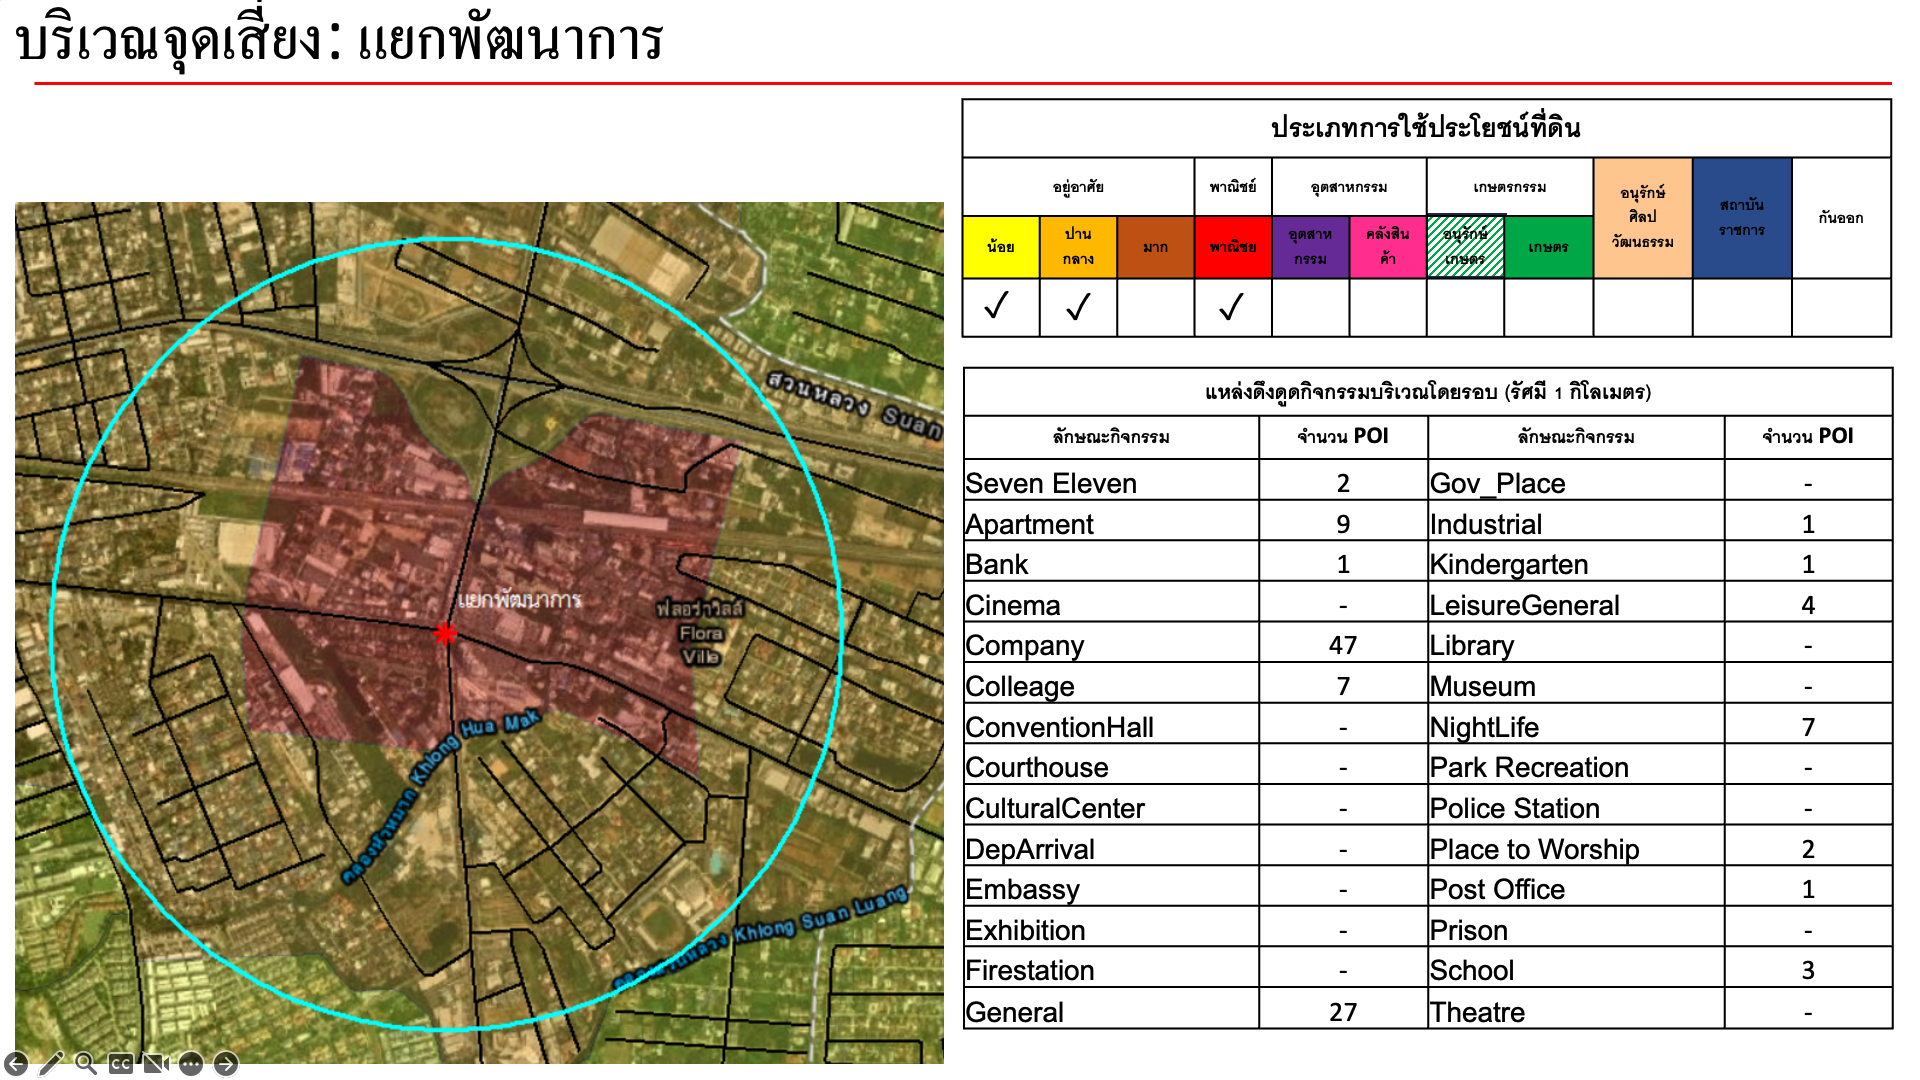 บริเวณจุดเสี่ยง: แยกพัฒนาการ
สวนหลวง Suan
แยกพัฒนาการ
ฟลอร่าวิลล์
Flora
Ville
คลองหัวหมาก Khlong Hua Mak
คลองสวนหลวง Khlong Suan Luang
ประเภทการใช้ประโยชน์ที่ดิน
อยู่อาศัย พาณิชย์ อุตสาหกรรม เกษตรกรรม อนุรักษ์ศิลปวัฒนธรรม สถาบันราชการ กันออก
น้อย ปานกลาง มาก พาณิชย อุตสาหกรรม คลังสินค้า อนุรักษ์เกษตร เกษตร
✓ ✓ ✓
แหล่งดึงดูดกิจกรรมบริเวณโดยรอบ (รัศมี 1 กิโลเมตร)
ลักษณะกิจกรรม จำนวน POI ลักษณะกิจกรรม จำนวน POI
Seven Eleven 2 Gov_Place -
Apartment 9 Industrial 1
Bank 1 Kindergarten 1
Cinema - LeisureGeneral 4
Company 47 Library -
Colleage 7 Museum -
ConventionHall - NightLife 7
Courthouse - Park Recreation -
CulturalCenter - Police Station -
DepArrival - Place to Worship 2
Embassy - Post Office 1
Exhibition - Prison -
Firestation - School 3
General 27 Theatre -
CC